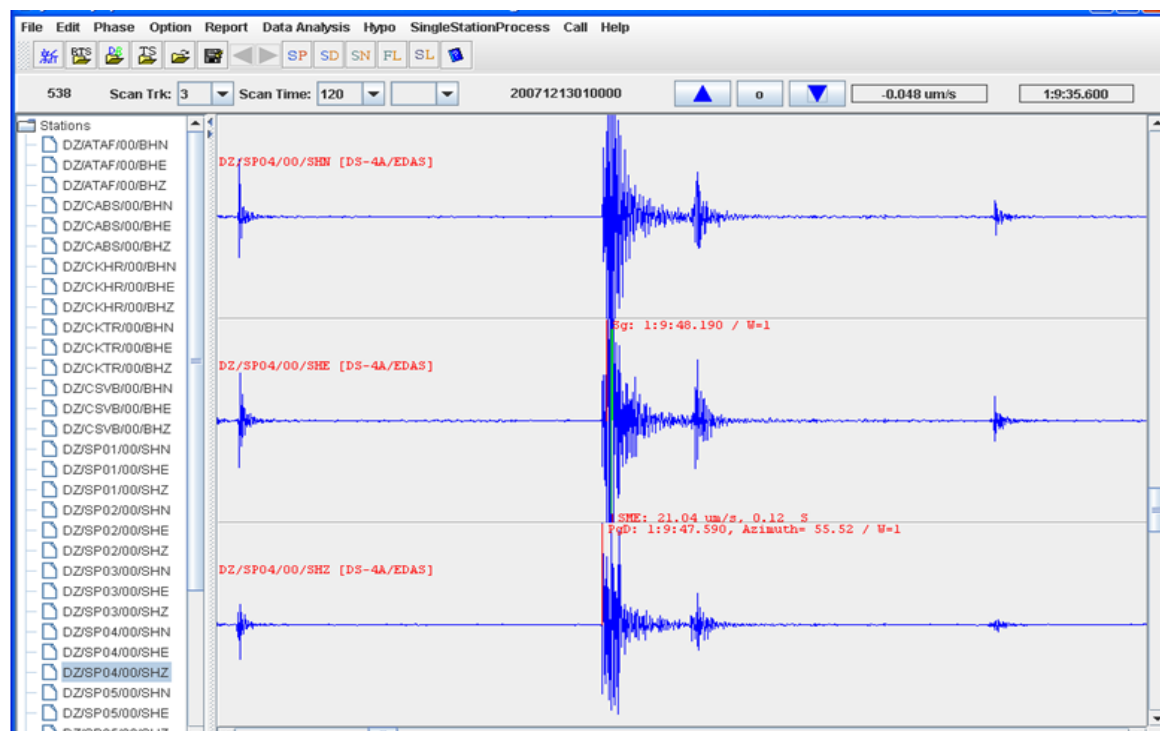 File Edit Phase Option Report Data Analysis Hypo SingleStationProcess Call Help
BTS TS SP SD SN FL SL
538 Scan Trk: 3 Scan Time: 120 20071213010000 o -0.048 um/s 1:9:35.600
Stations
DZ/ATAF/00/BHN
DZ/ATAF/00/BHE
DZ/ATAF/00/BHZ
DZ/CABS/00/BHN
DZ/CABS/00/BHE
DZ/CABS/00/BHZ
DZ/CKHR/00/BHN
DZ/CKHR/00/BHE
DZ/CKHR/00/BHZ
DZ/CKTR/00/BHN
DZ/CKTR/00/BHE
DZ/CKTR/00/BHZ
DZ/CSVB/00/BHN
DZ/CSVB/00/BHE
DZ/CSVB/00/BHZ
DZ/SP01/00/SHN
DZ/SP01/00/SHE
DZ/SP01/00/SHZ
DZ/SP02/00/SHN
DZ/SP02/00/SHE
DZ/SP02/00/SHZ
DZ/SP03/00/SHN
DZ/SP03/00/SHE
DZ/SP03/00/SHZ
DZ/SP04/00/SHN
DZ/SP04/00/SHE
DZ/SP04/00/SHZ
DZ/SP05/00/SHN
DZ/SP05/00/SHE
DZ/SP04/00/SHN [DS-4A/EDAS]
Sg: 1:9:48.190 / W=1
DZ/SP04/00/SHE [DS-4A/EDAS]
SME: 21.04 um/s, 0.12 S
PgD: 1:9:47.590, Azimuth= 55.52 / W=1
DZ/SP04/00/SHZ [DS-4A/EDAS]